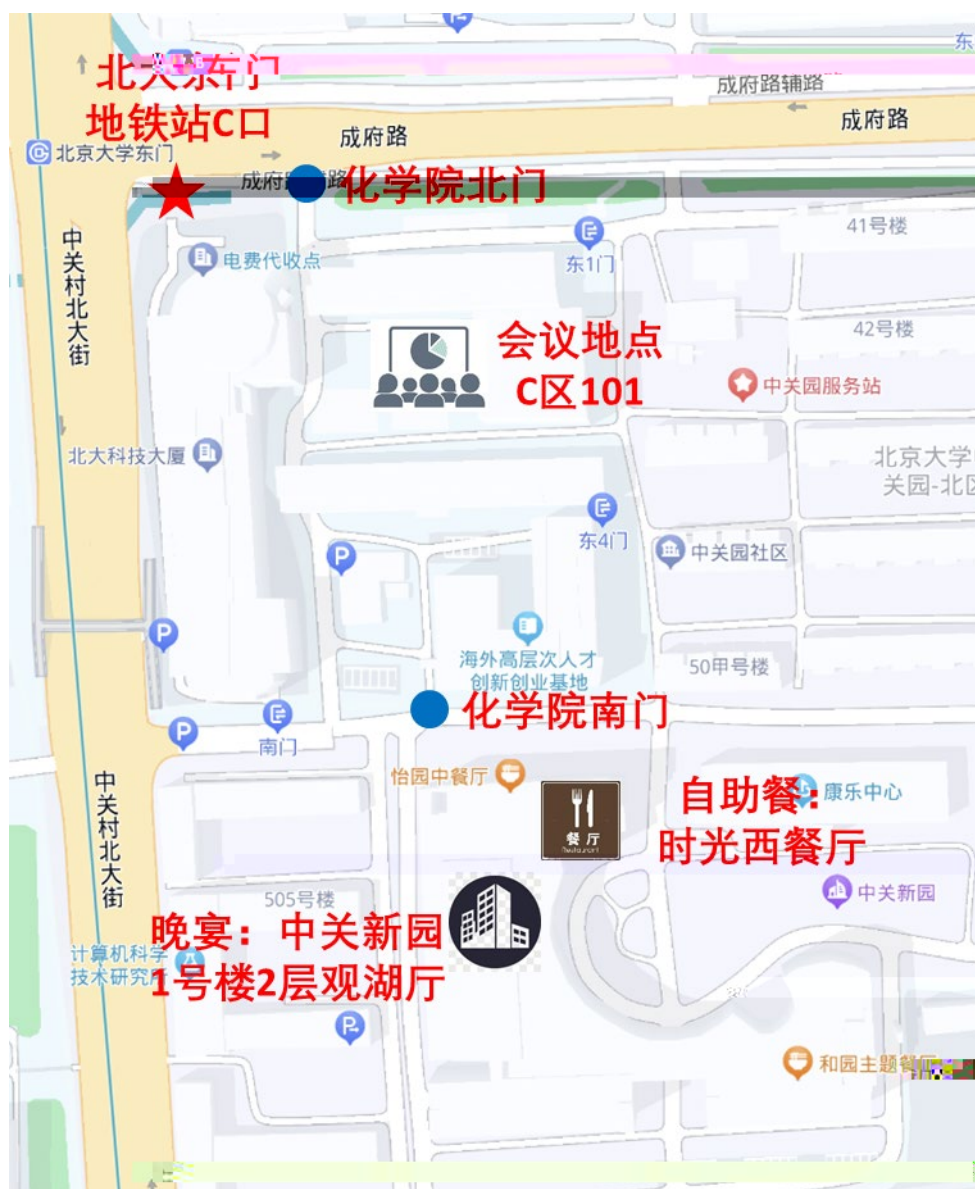 东
北大东门
地铁站C口
成府路辅路
成府路
成府路
北京大学东门
化学院北门
中关村北大街
41号楼
电费代收点
东1门
会议地点
C区101
42号楼
中关园服务站
北大科技大厦
北京大学
关园-北区
东4门
中关园社区
海外高层次人才
创新创业基地
50甲号楼
化学院南门
南门
怡园中餐厅
中关村北大街
餐厅
Restaurant
自助餐:
时光西餐厅
康乐中心
505号楼
中关新园
晚宴：中关新园
1号楼2层观湖厅
计算机科学
技术研究所
和园主题餐厅